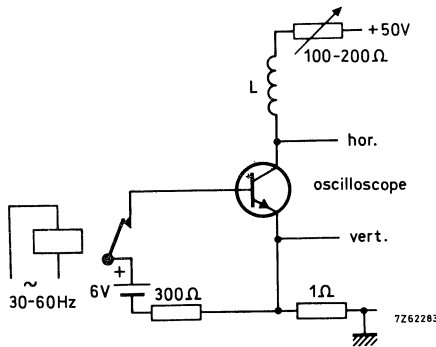 +50V
100-200Ω
L
hor.
oscilloscope
vert.
~
30-60Hz
+
6V
300Ω
1Ω
7Z62283